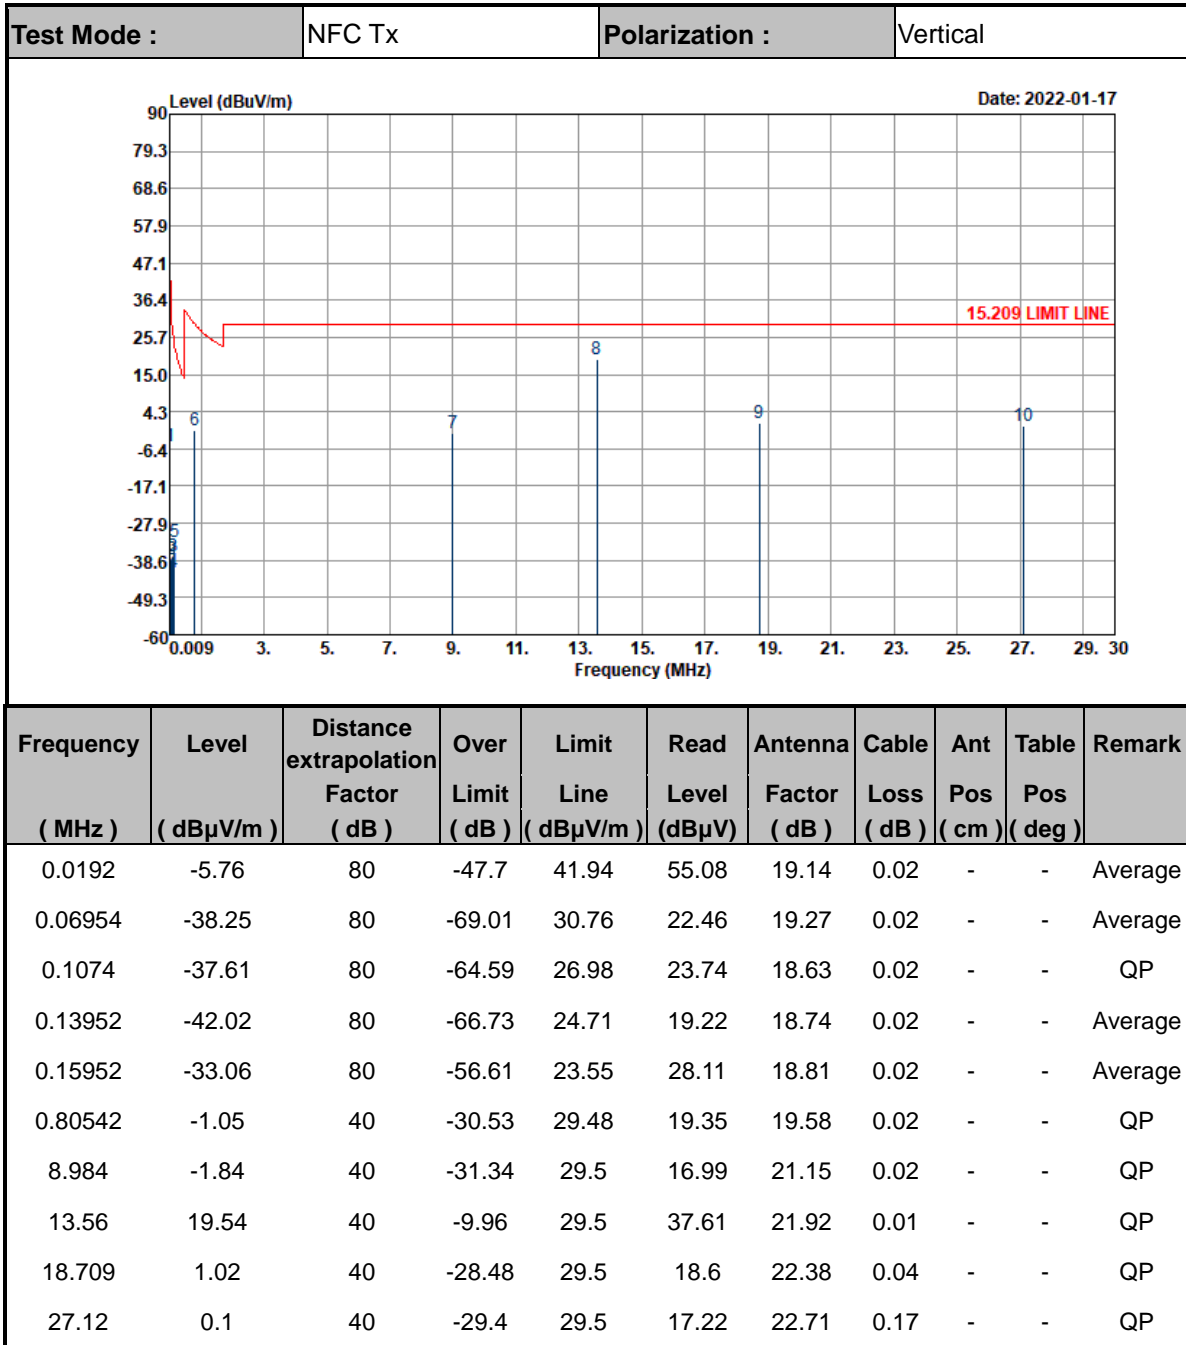 Test Mode : NFC Tx Polarization : Vertical
Level (dBuV/m) Date: 2022-01-17
90
79.3
68.6
57.9
47.1
36.4
15.209 LIMIT LINE
25.7
8
15.0
4.3 6 7 9 10
-6.4
-17.1
-27.9
5
-38.6
-49.3
-60
0.009 3. 5. 7. 9. 11. 13. 15. 17. 19. 21. 23. 25. 27. 29. 30
Frequency (MHz)
Frequency Level Distance extrapolation Over Limit Read Antenna Cable Ant Table Remark
Factor Limit Line Level Factor Loss Pos Pos
( MHz ) ( dBµV/m ) ( dB ) ( dB ) ( dBµV/m ) (dBµV) ( dB ) ( dB ) ( cm ) ( deg )
0.0192 -5.76 80 -47.7 41.94 55.08 19.14 0.02 - - Average
0.06954 -38.25 80 -69.01 30.76 22.46 19.27 0.02 - - Average
0.1074 -37.61 80 -64.59 26.98 23.74 18.63 0.02 - - QP
0.13952 -42.02 80 -66.73 24.71 19.22 18.74 0.02 - - Average
0.15952 -33.06 80 -56.61 23.55 28.11 18.81 0.02 - - Average
0.80542 -1.05 40 -30.53 29.48 19.35 19.58 0.02 - - QP
8.984 -1.84 40 -31.34 29.5 16.99 21.15 0.02 - - QP
13.56 19.54 40 -9.96 29.5 37.61 21.92 0.01 - - QP
18.709 1.02 40 -28.48 29.5 18.6 22.38 0.04 - - QP
27.12 0.1 40 -29.4 29.5 17.22 22.71 0.17 - - QP